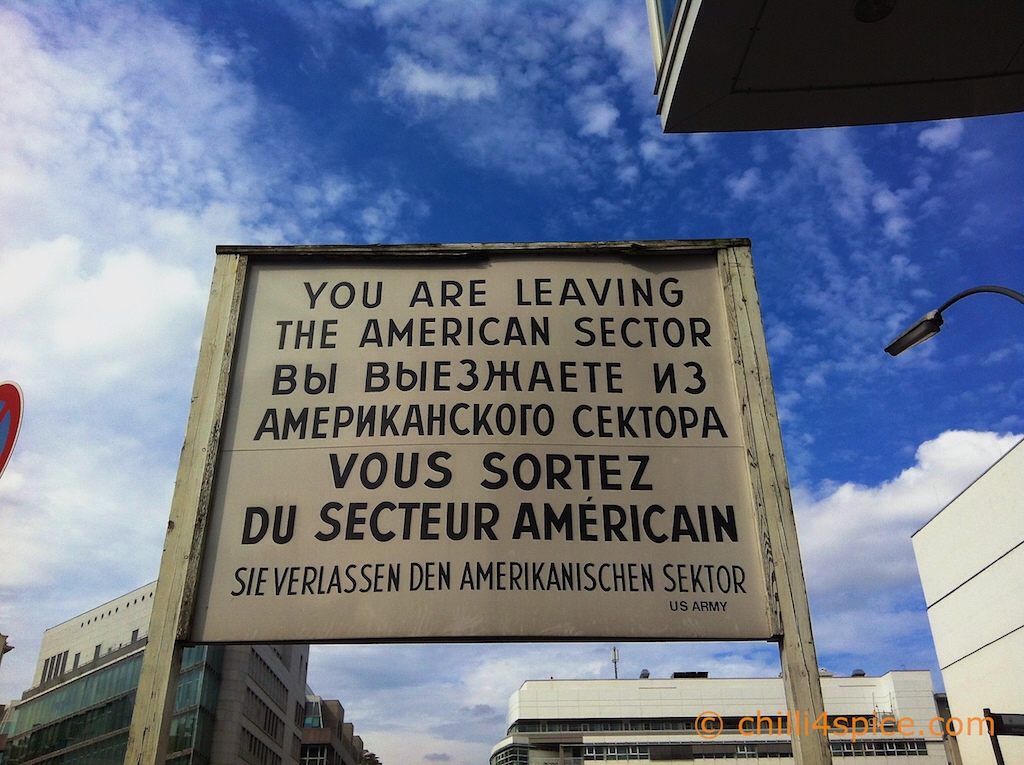 YOU ARE LEAVING
THE AMERICAN SECTOR
ВЫ ВЫЕЗЖАЕТЕ ИЗ
АМЕРИКАНСКОГО СЕКТОРА
VOUS SORTEZ
DU SECTEUR AMÉRICAIN
SIE VERLASSEN DEN AMERIKANISCHEN SEKTOR
US ARMY
© chilli4spice.com